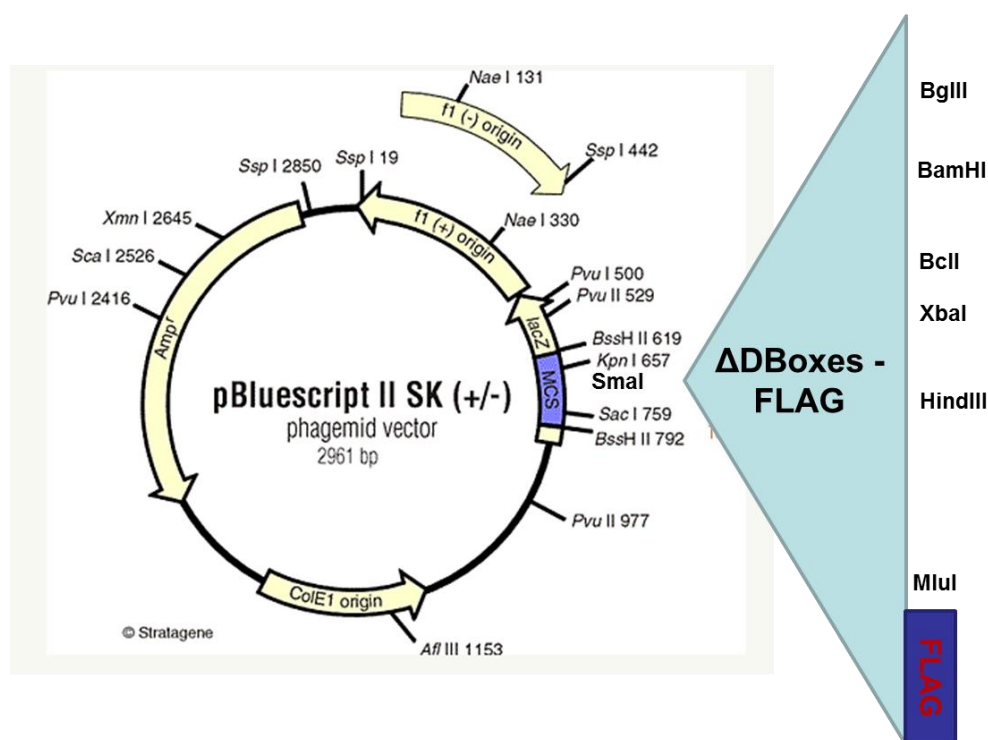 Nae I 131
f1 (-) origin
Ssp I 442
Ssp I 19
Ssp I 2850
Xmn I 2645
Sca I 2526
Pvu I 2416
Amp r
f1 (+) origin
Nae I 330
Pvu I 500
Pvu II 529
lacZ
BssH II 619
Kpn I 657
SmaI
MCS
Sac I 759
BssH II 792
pBluescript II SK (+/-)
phagemid vector
2961 bp
Pvu II 977
ColE1 origin
Afl III 1153
© Stratagene
ΔDBoxes -
FLAG
BglII
BamHI
BclI
XbaI
HindIII
MluI
FLAG